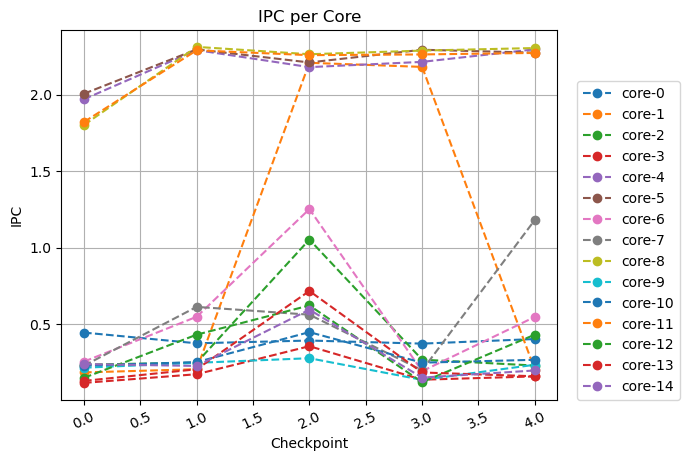 IPC per Core
IPC
2.0
1.5
1.0
0.5
0.0
0.5
1.0
1.5
2.0
2.5
3.0
3.5
4.0
Checkpoint
core-0
core-1
core-2
core-3
core-4
core-5
core-6
core-7
core-8
core-9
core-10
core-11
core-12
core-13
core-14